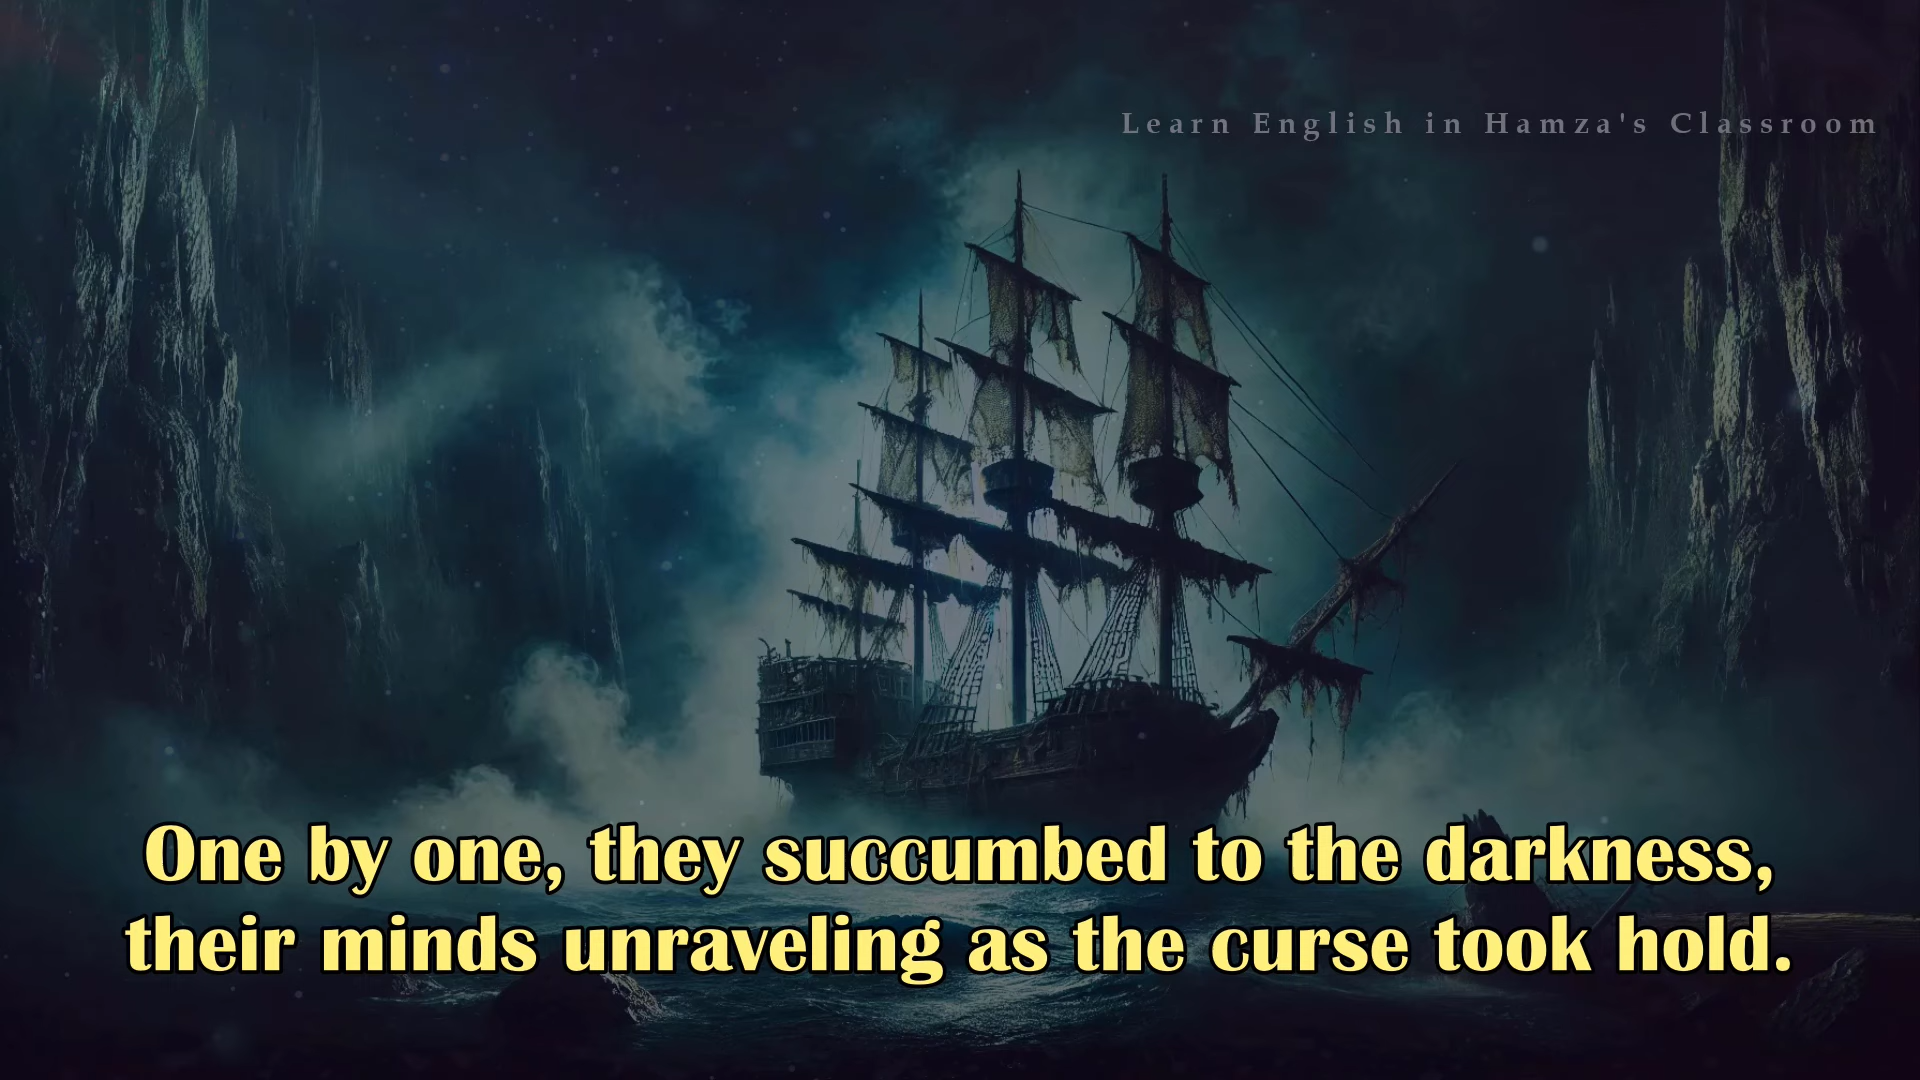 Learn English in Hamza's Classroom
One by one, they succumbed to the darkness,
their minds unraveling as the curse took hold.